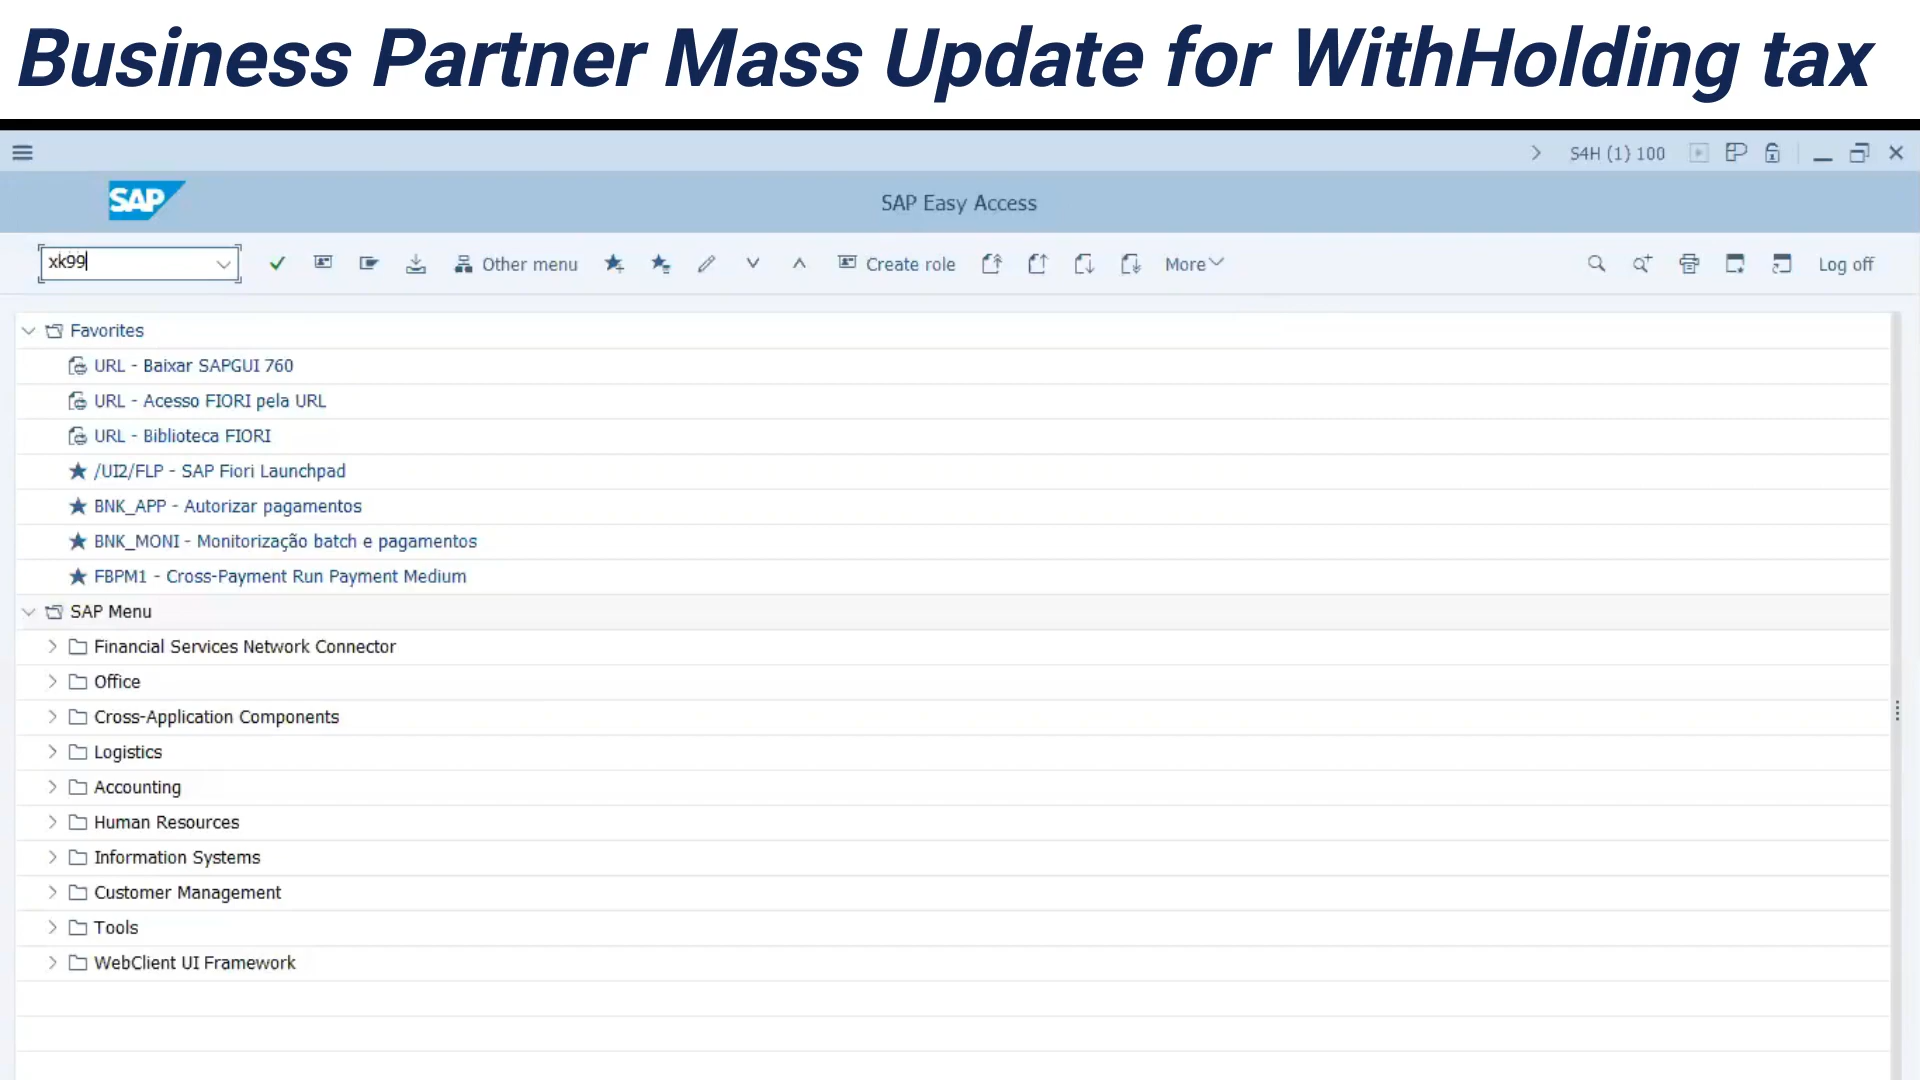 Business Partner Mass Update for WithHolding tax
S4H (1) 100
SAP
SAP Easy Access
xk99
Other menu
Create role
More
Log off
Favorites
URL - Baixar SAPGUI 760
URL - Acesso FIORI pela URL
URL - Biblioteca FIORI
/UI2/FLP - SAP Fiori Launchpad
BNK_APP - Autorizar pagamentos
BNK_MONI - Monitorização batch e pagamentos
FBPM1 - Cross-Payment Run Payment Medium
SAP Menu
Financial Services Network Connector
Office
Cross-Application Components
Logistics
Accounting
Human Resources
Information Systems
Customer Management
Tools
WebClient UI Framework